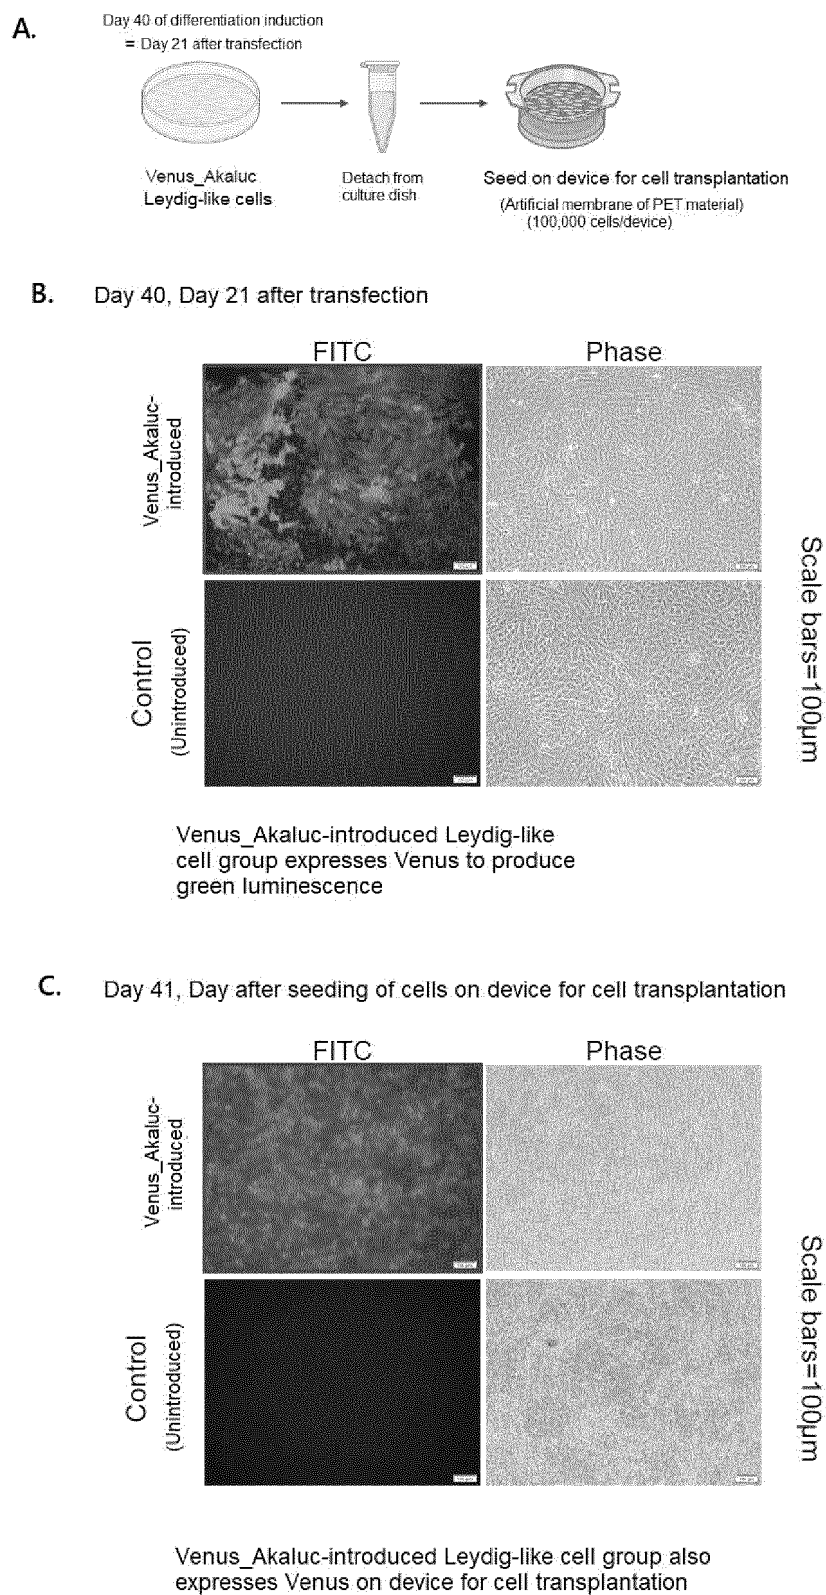 A.
Day 40 of differentiation induction
= Day 21 after transfection
Venus_Akaluc
Leydig-like cells
Detach from
culture dish
Seed on device for cell transplantation
(Artificial membrane of PET material)
(100,000 cells/device)
B. Day 40, Day 21 after transfection
FITC
Phase
Venus_Akaluc-
introduced
Control
(Unintroduced)
Scale bars=100μm
Venus_Akaluc-introduced Leydig-like
cell group expresses Venus to produce
green luminescence
C. Day 41, Day after seeding of cells on device for cell transplantation
FITC
Phase
Venus_Akaluc-
introduced
Control
(Unintroduced)
Scale bars=100μm
Venus_Akaluc-introduced Leydig-like cell group also
expresses Venus on device for cell transplantation